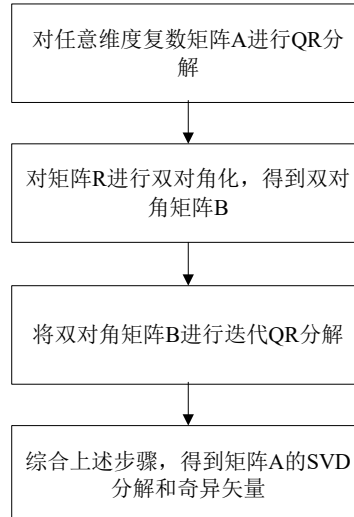 对任意维度复数矩阵A进行QR分
解
对矩阵R进行双对角化，得到双对
角矩阵B
将双对角矩阵B进行迭代QR分解
综合上述步骤，得到矩阵A的SVD
分解和奇异矢量